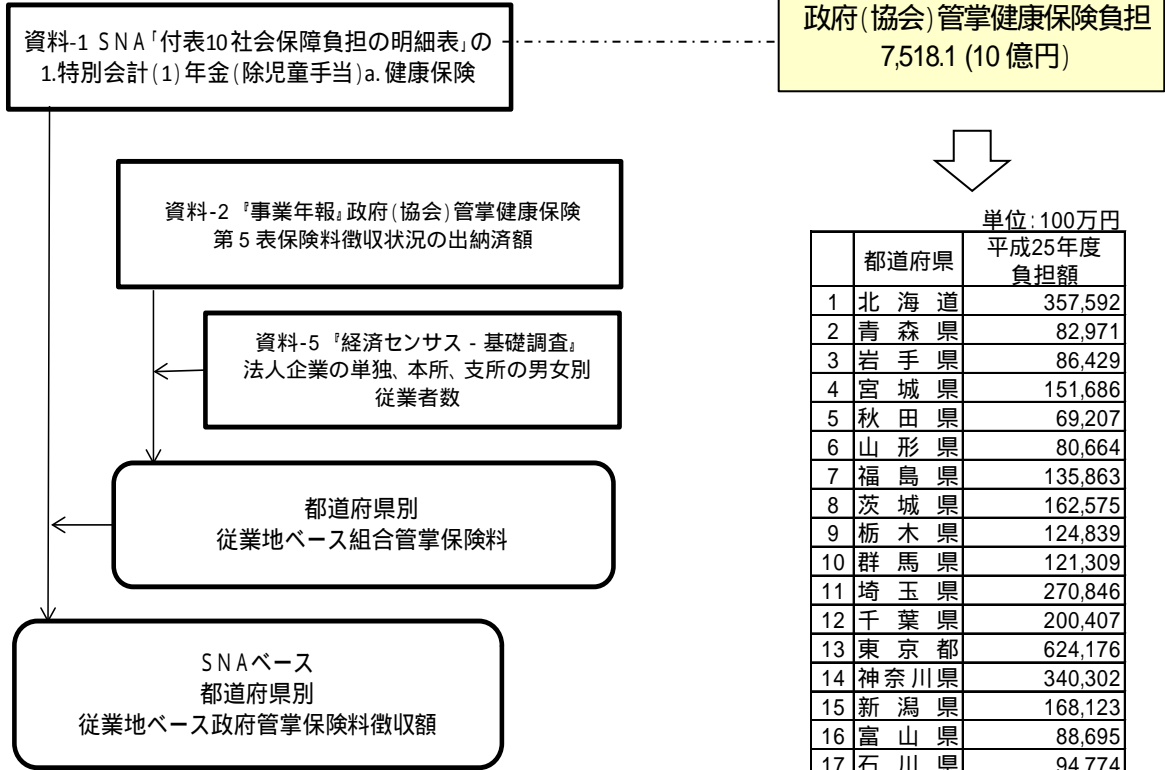 資料-1 SNA「付表10社会保障負担の明細表」の
1.特別会計(1)年金(除児童手当)a.健康保険
資料-2『事業年報』政府(協会)管掌健康保険
第5表保険料徴収状況の出納済額
資料-5『経済センサス‐基礎調査』
法人企業の単独、本所、支所の男女別
従業者数
都道府県別
従業地ベース組合管掌保険料
SNAベース
都道府県別
従業地ベース政府管掌保険料徴収額
政府(協会)管掌健康保険負担
7,518.1 (10億円)
単位:100万円
都道府県 平成25年度
負担額
1 北海道 357,592
2 青森県 82,971
3 岩手県 86,429
4 宮城県 151,686
5 秋田県 69,207
6 山形県 80,664
7 福島県 135,863
8 茨城県 162,575
9 栃木県 124,839
10 群馬県 121,309
11 埼玉県 270,846
12 千葉県 200,407
13 東京都 624,176
14 神奈川県 340,302
15 新潟県 168,123
16 富山県 88,695
17 石川県 94,774